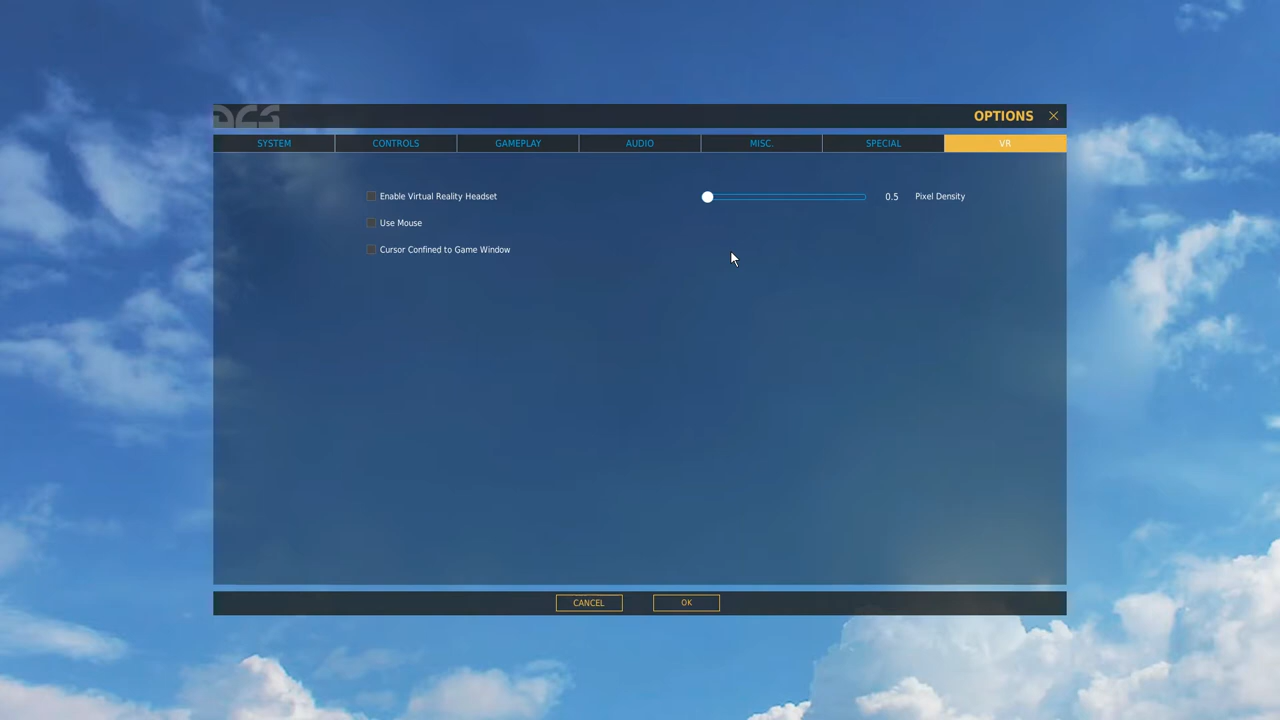 DCS
OPTIONS
SYSTEM CONTROLS GAMEPLAY AUDIO MISC. SPECIAL VR
Enable Virtual Reality Headset 0.5 Pixel Density
Use Mouse
Cursor Confined to Game Window
CANCEL OK